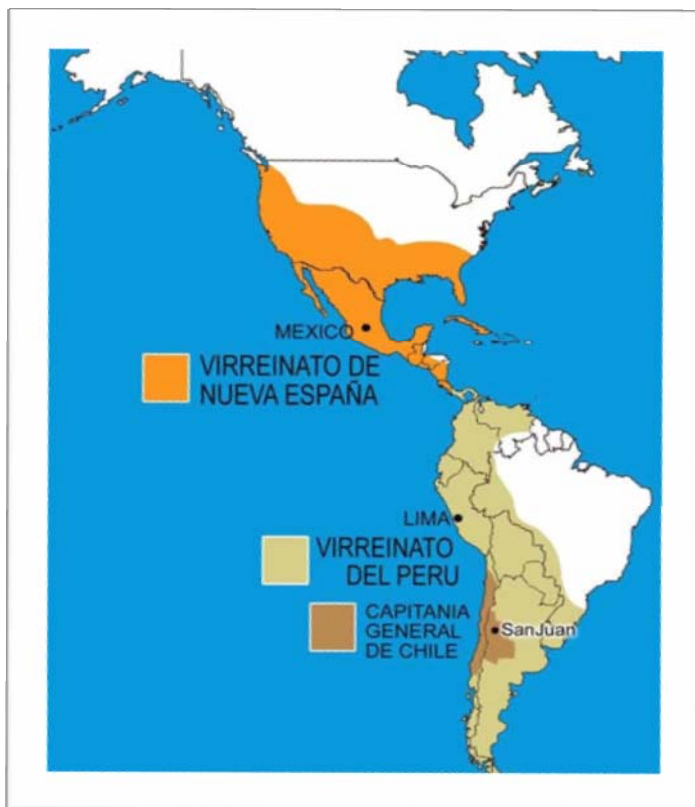 MEXICO
VIRREINATO DE
NUEVA ESPAÑA
LIMA
VIRREINATO
DEL PERU
CAPITANIA
GENERAL
DE CHILE
SanJuan